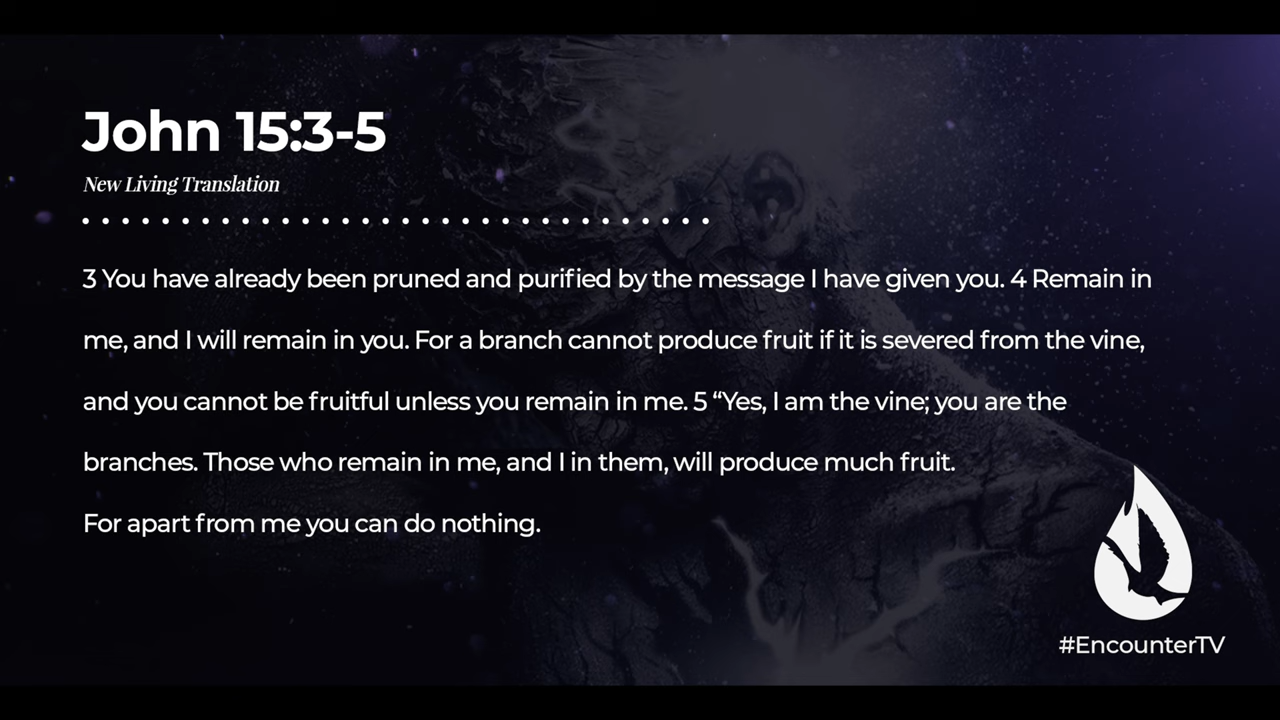 John 15:3-5
New Living Translation
3 You have already been pruned and purified by the message I have given you. 4 Remain in
me, and I will remain in you. For a branch cannot produce fruit if it is severed from the vine,
and you cannot be fruitful unless you remain in me. 5 “Yes, I am the vine; you are the
branches. Those who remain in me, and I in them, will produce much fruit.
For apart from me you can do nothing.
#EncounterTV